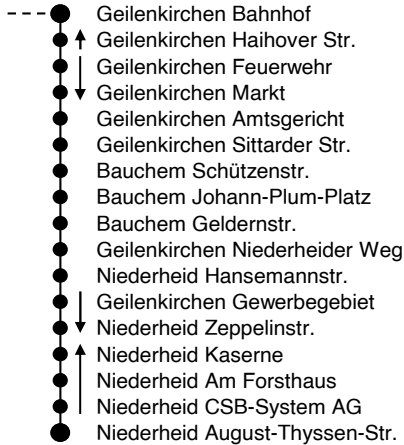 Geilenkirchen Bahnhof
Geilenkirchen Haihover Str.
Geilenkirchen Feuerwehr
Geilenkirchen Markt
Geilenkirchen Amtsgericht
Geilenkirchen Sittarder Str.
Bauchem Schützenstr.
Bauchem Johann-Plum-Platz
Bauchem Geldernstr.
Geilenkirchen Niederheider Weg
Niederheid Hansemannstr.
Geilenkirchen Gewerbegebiet
Niederheid Zeppelinstr.
Niederheid Kaserne
Niederheid Am Forsthaus
Niederheid CSB-System AG
Niederheid August-Thyssen-Str.